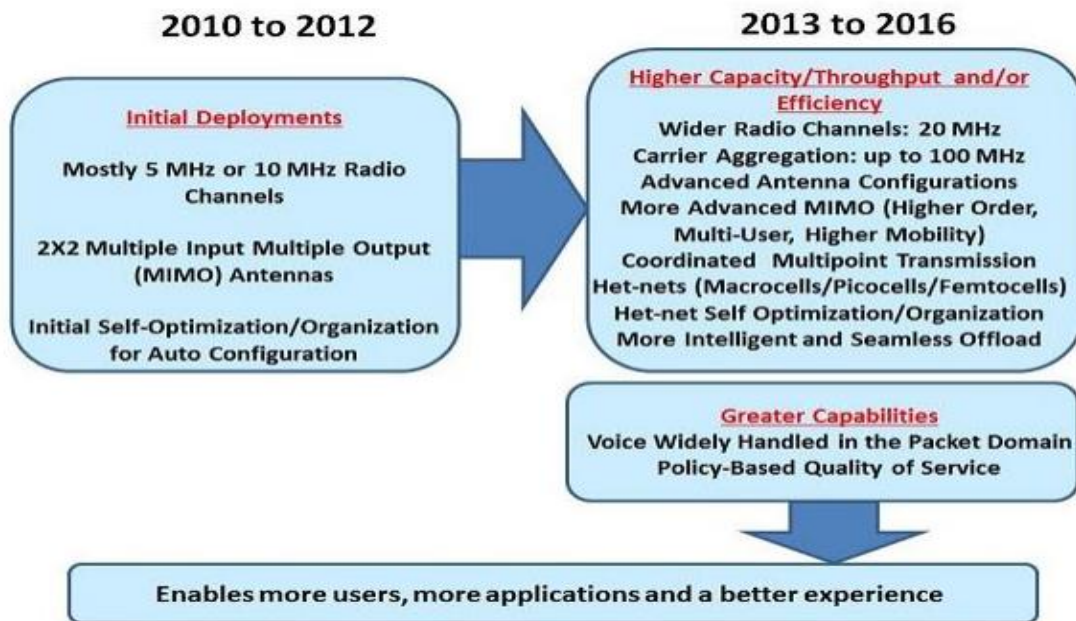 2010 to 2012
Initial Deployments
Mostly 5 MHz or 10 MHz Radio
Channels
2X2 Multiple Input Multiple Output
(MIMO) Antennas
Initial Self-Optimization/Organization
for Auto Configuration
2013 to 2016
Higher Capacity/Throughput and/or
Efficiency
Wider Radio Channels: 20 MHz
Carrier Aggregation: up to 100 MHz
Advanced Antenna Configurations
More Advanced MIMO (Higher Order,
Multi-User, Higher Mobility)
Coordinated Multipoint Transmission
Het-nets (Macrocells/Picocells/Femtocells)
Het-net Self Optimization/Organization
More Intelligent and Seamless Offload
Greater Capabilities
Voice Widely Handled in the Packet Domain
Policy-Based Quality of Service
Enables more users, more applications and a better experience